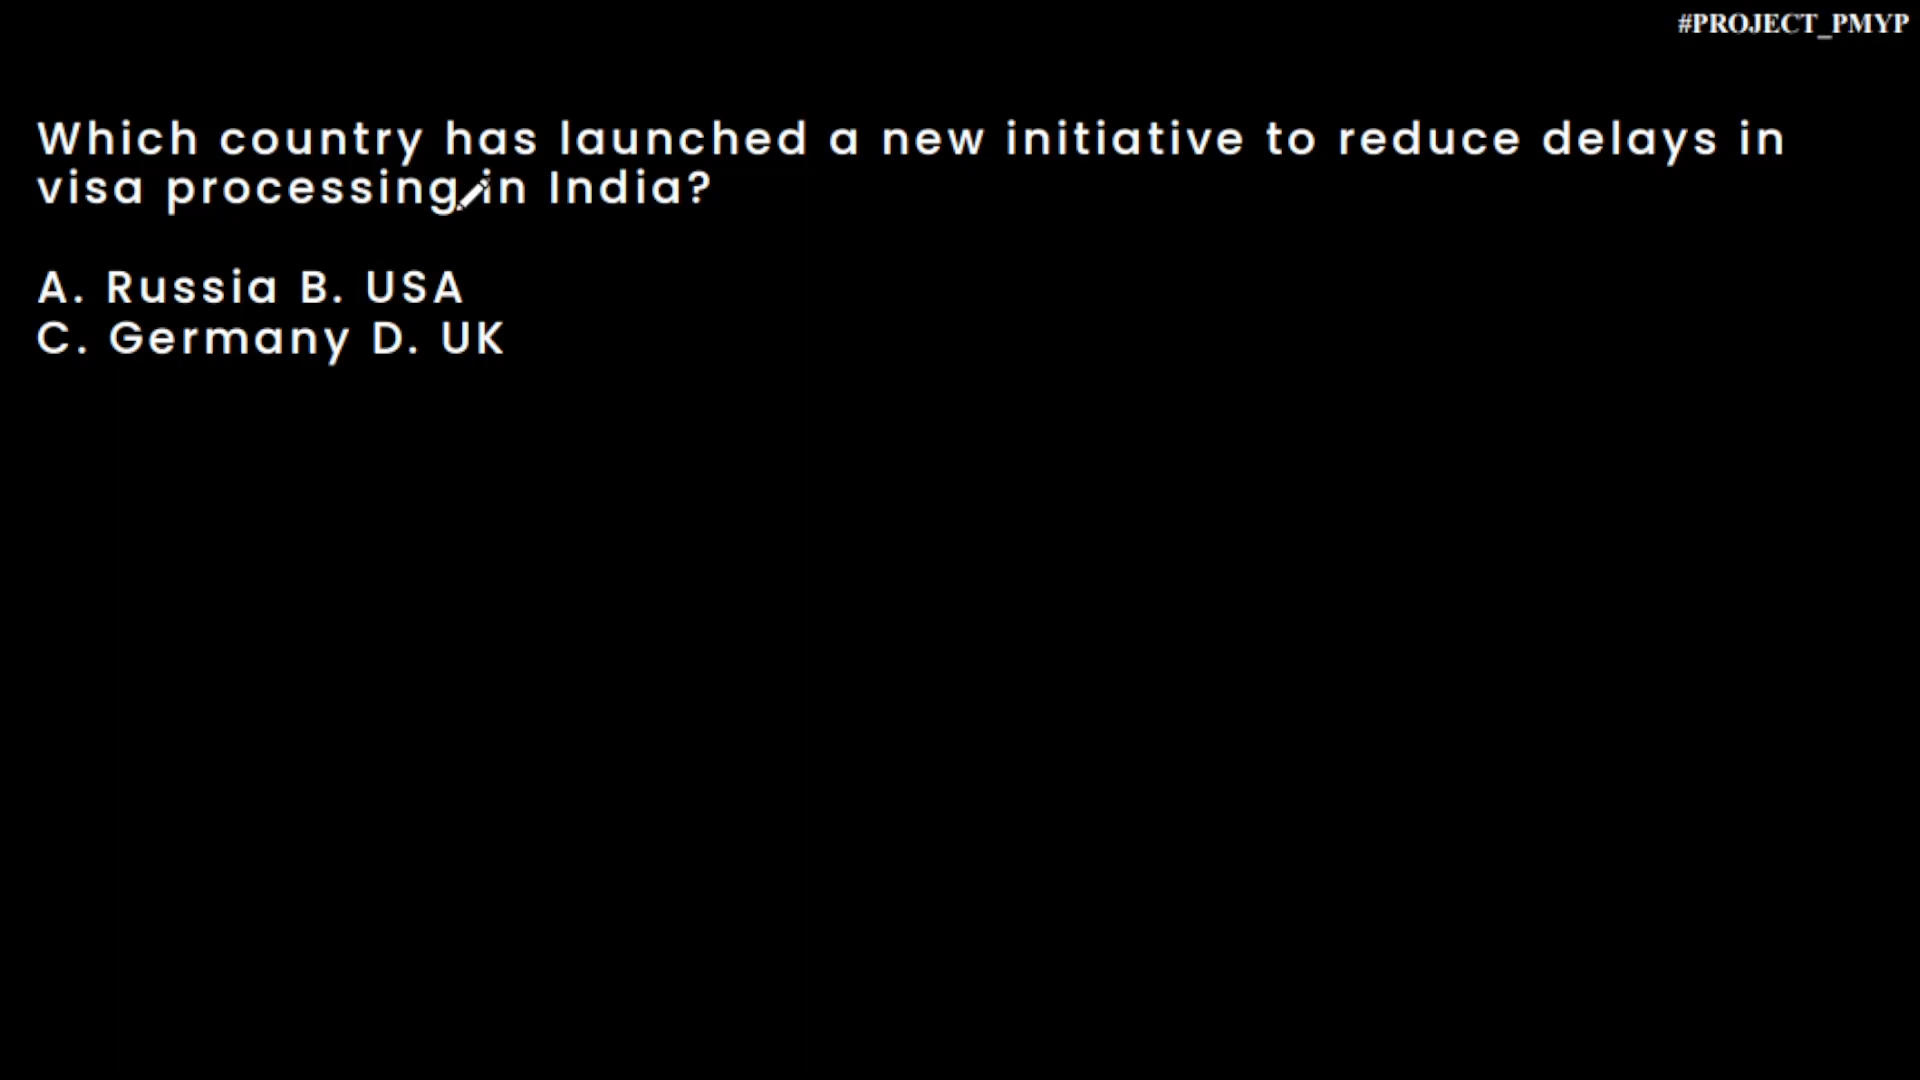 #PROJECT_PMYP
Which country has launched a new initiative to reduce delays in
visa processing in India?
A. Russia B. USA
C. Germany D. UK